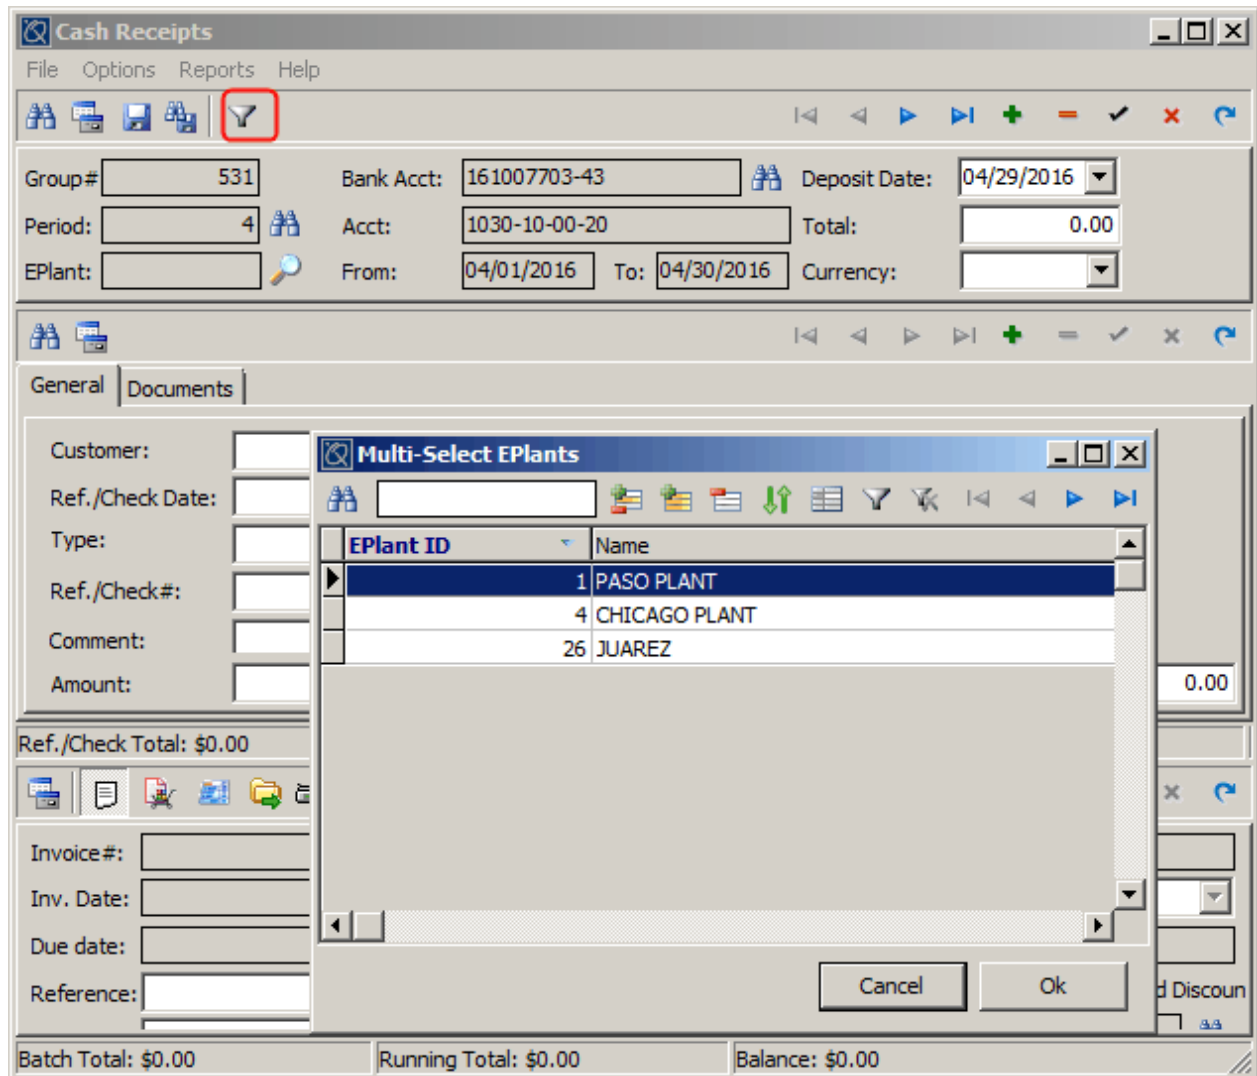 Cash Receipts
File Options Reports Help
Group# 531 Bank Acct: 161007703-43 Deposit Date: 04/29/2016
Period: 4 Acct: 1030-10-00-20 Total: 0.00
EPlant: From: 04/01/2016 To: 04/30/2016 Currency:
General Documents
Customer:
Multi-Select EPlants
Ref./Check Date:
Type:
EPlant ID Name
1 PASO PLANT
Ref./Check#:
4 CHICAGO PLANT
Comment:
26 JUAREZ
Amount: 0.00
Ref./Check Total: $0.00
Invoice#:
Inv. Date:
Due date:
Reference:
Cancel Ok
d Discoun
Batch Total: $0.00 Running Total: $0.00 Balance: $0.00